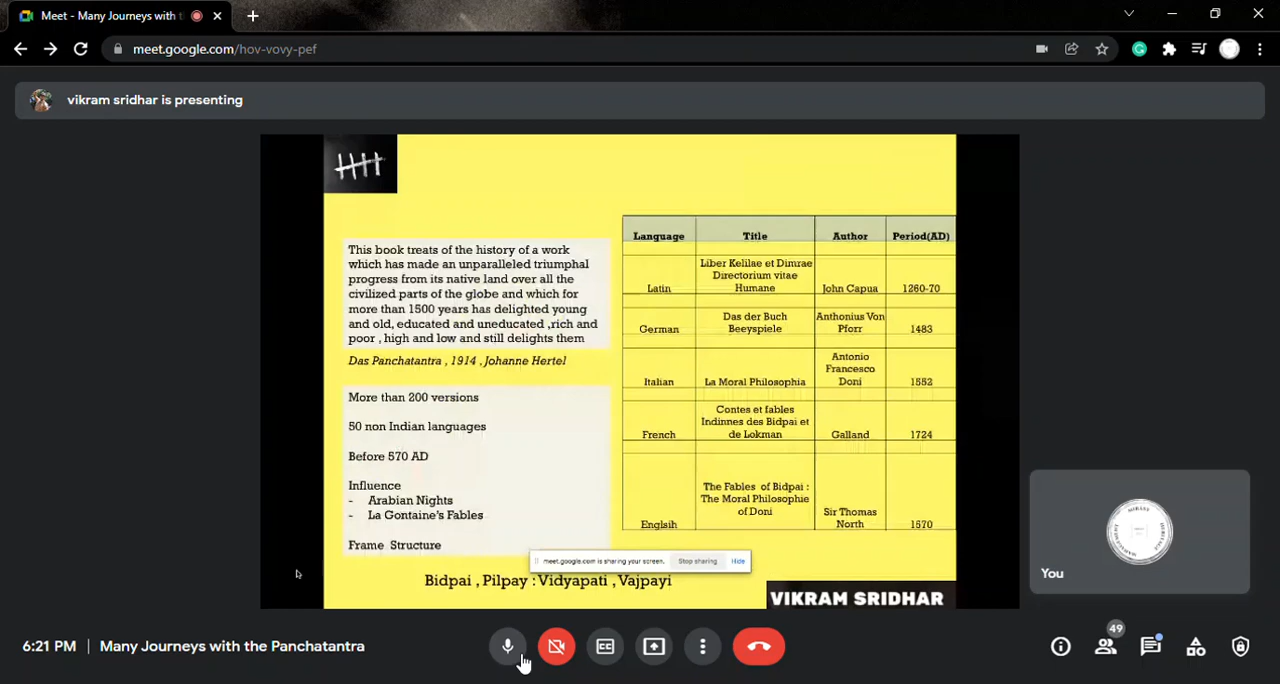 Meet - Many Journeys with t
meet.google.com/hov-vovy-pef
vikram sridhar is presenting
This book treats of the history of a work
which has made an unparalleled triumphal
progress from its native land over all the
civilized parts of the globe and which for
more than 1500 years has delighted young
and old, educated and uneducated ,rich and
poor , high and low and still delights them
Das Panchatantra , 1914 , Johanne Hertel
More than 200 versions
50 non Indian languages
Before 570 AD
Influence
- Arabian Nights
- La Gontaine's Fables
Frame Structure
Language Title Author Period(AD)
Liber Kelilae et Dimrae
Directorium vitae
Latin Humane John Capua 1260-70
Das der Buch Anthonius Von
German Beeyspiele Pforr 1483
Antonio
Francesco
Italian La Moral Philosophia Doni 1552
Contes et fables
Indinnes des Bidpai et
French de Lokman Galland 1724
The Fables of Bidpai :
The Moral Philosophie
of Doni Sir Thomas
Englsih North 1570
meet.google.com is sharing your screen. Stop sharing Hide
Bidpai , Pilpay : Vidyapati , Vajpayi
VIKRAM SRIDHAR
You
6:21 PM | Many Journeys with the Panchatantra
CC
49